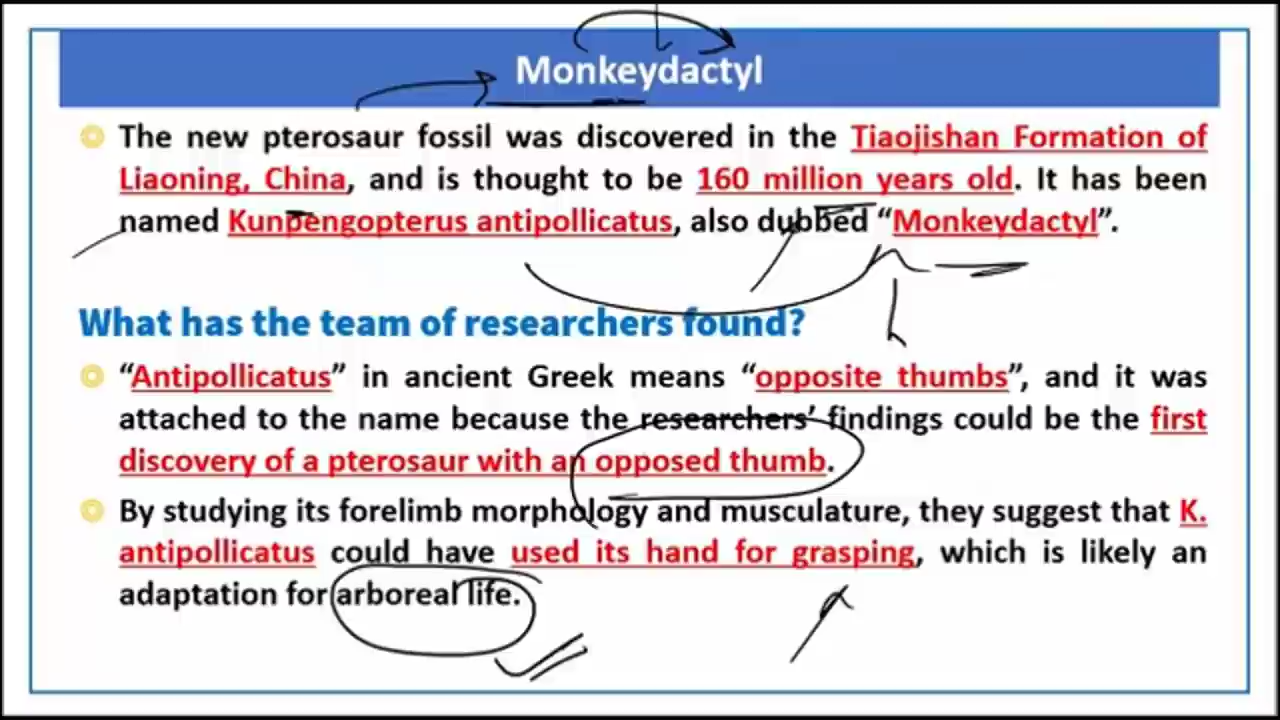 Monkeydactyl
The new pterosaur fossil was discovered in the Tiaojishan Formation of
Liaoning, China, and is thought to be 160 million years old. It has been
named Kunpengopterus antipollicatus, also dubbed “Monkeydactyl”.
What has the team of researchers found?
“Antipollicatus” in ancient Greek means “opposite thumbs”, and it was
attached to the name because the researchers’ findings could be the first
discovery of a pterosaur with an opposed thumb.
By studying its forelimb morphology and musculature, they suggest that K.
antipollicatus could have used its hand for grasping, which is likely an
adaptation for arboreal life.